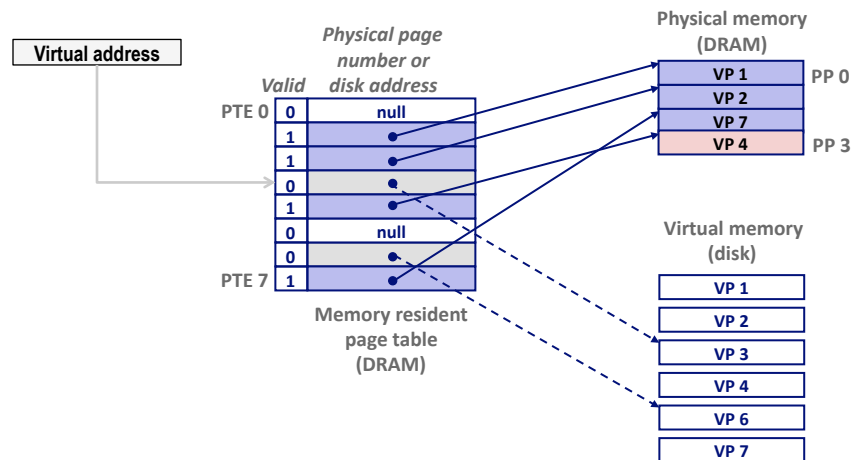 Virtual address
Physical page
number or
disk address
Valid
PTE 0
0
null
1
1
0
1
0
null
0
PTE 7
1
Memory resident
page table
(DRAM)
Physical memory
(DRAM)
VP 1
PP 0
VP 2
VP 7
VP 4
PP 3
Virtual memory
(disk)
VP 1
VP 2
VP 3
VP 4
VP 6
VP 7